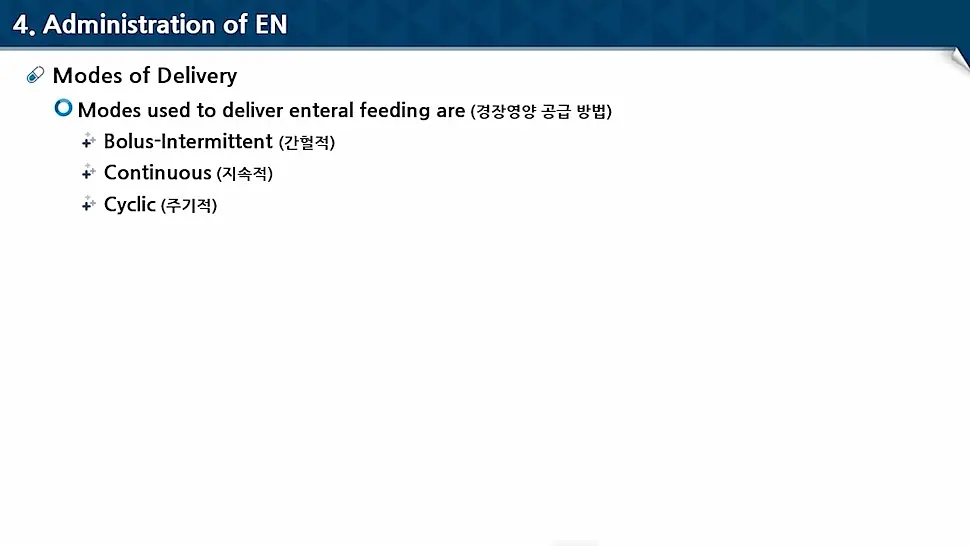 4. Administration of EN
Modes of Delivery
Modes used to deliver enteral feeding are (경장영양 공급 방법)
Bolus-Intermittent (간헐적)
Continuous (지속적)
Cyclic (주기적)